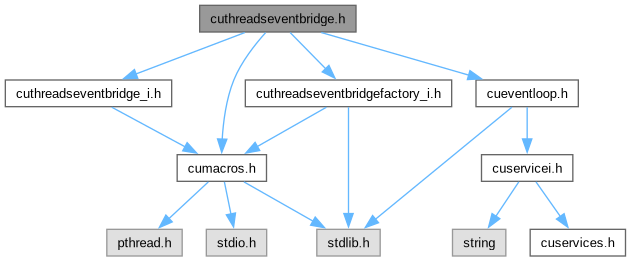 cuthreadseventbridge.h
cuthreadseventbridge_i.h
cuthreadseventbridgefactory_i.h
cueventloop.h
cumacros.h
cuservicei.h
pthread.h
stdio.h
stdlib.h
string
cuservices.h